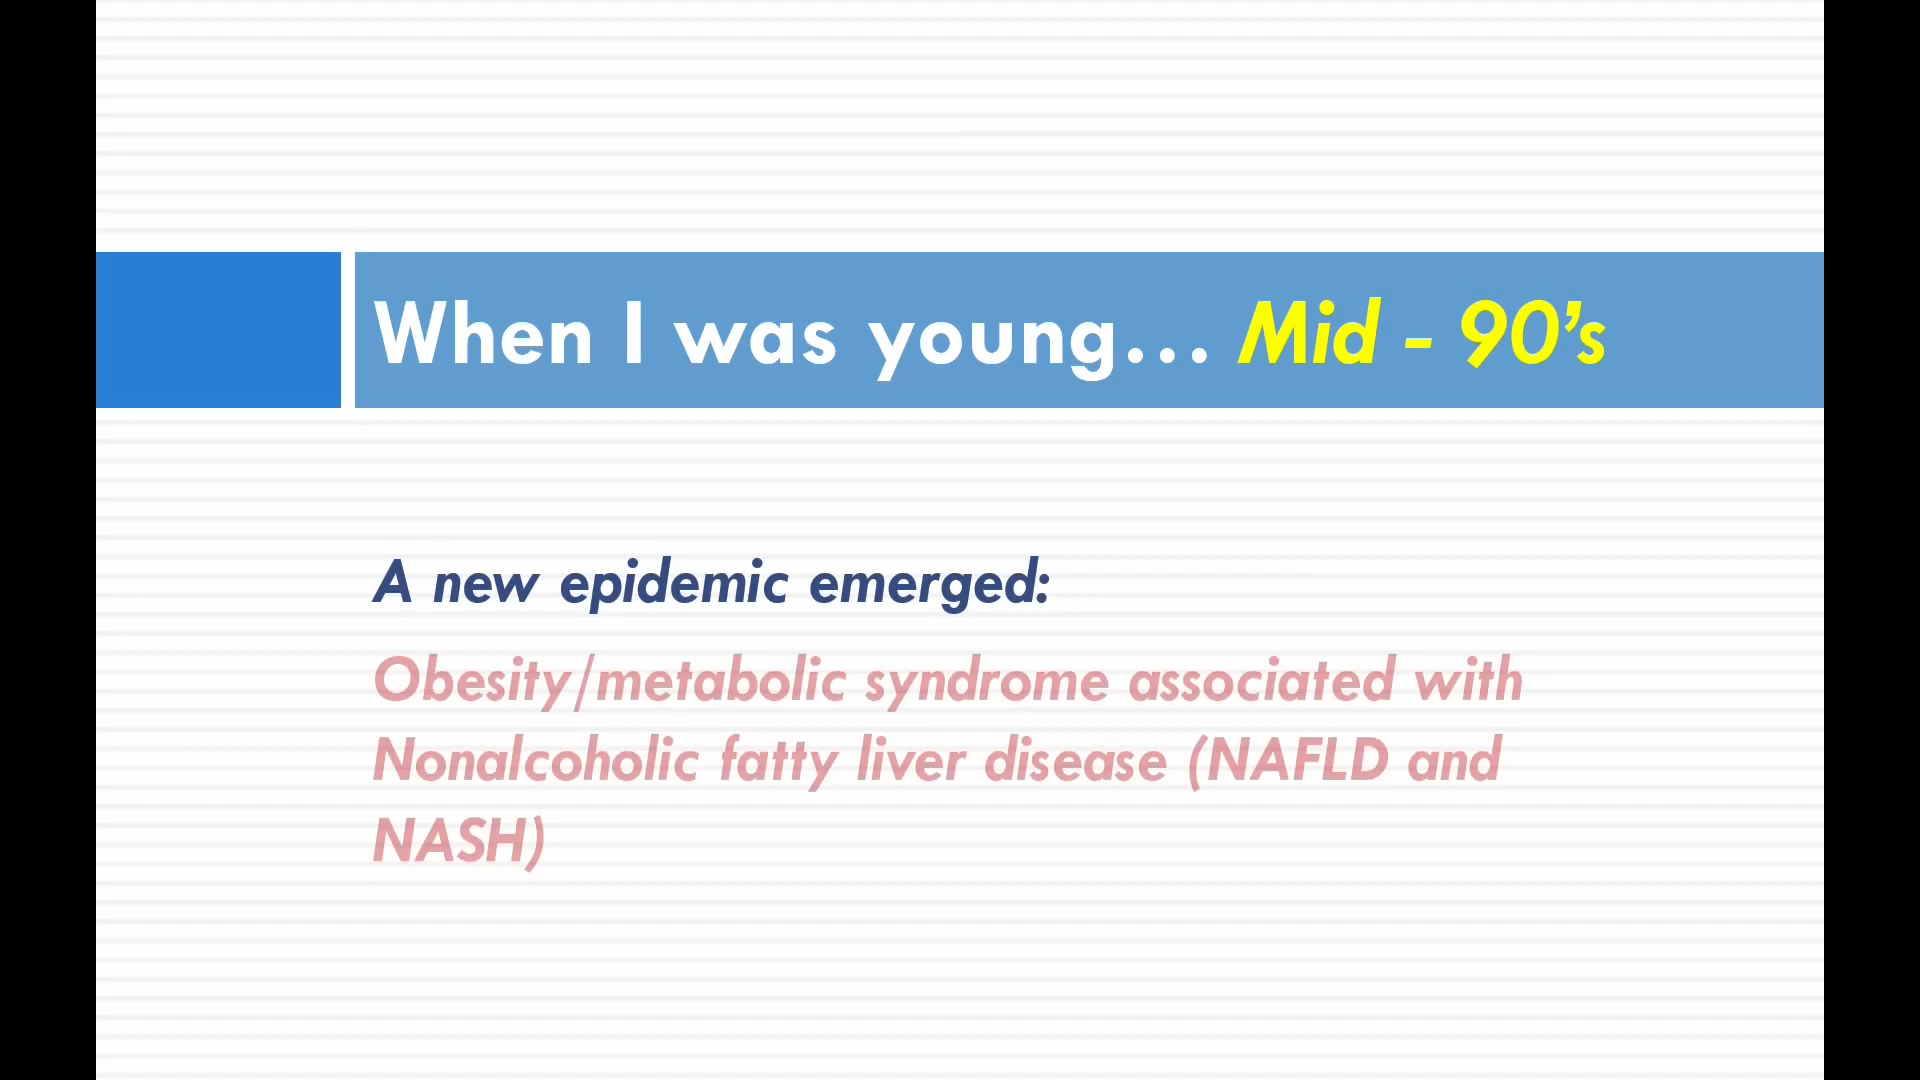 When I was young… Mid - 90’s
A new epidemic emerged:
Obesity/metabolic syndrome associated with
Nonalcoholic fatty liver disease (NAFLD and
NASH)